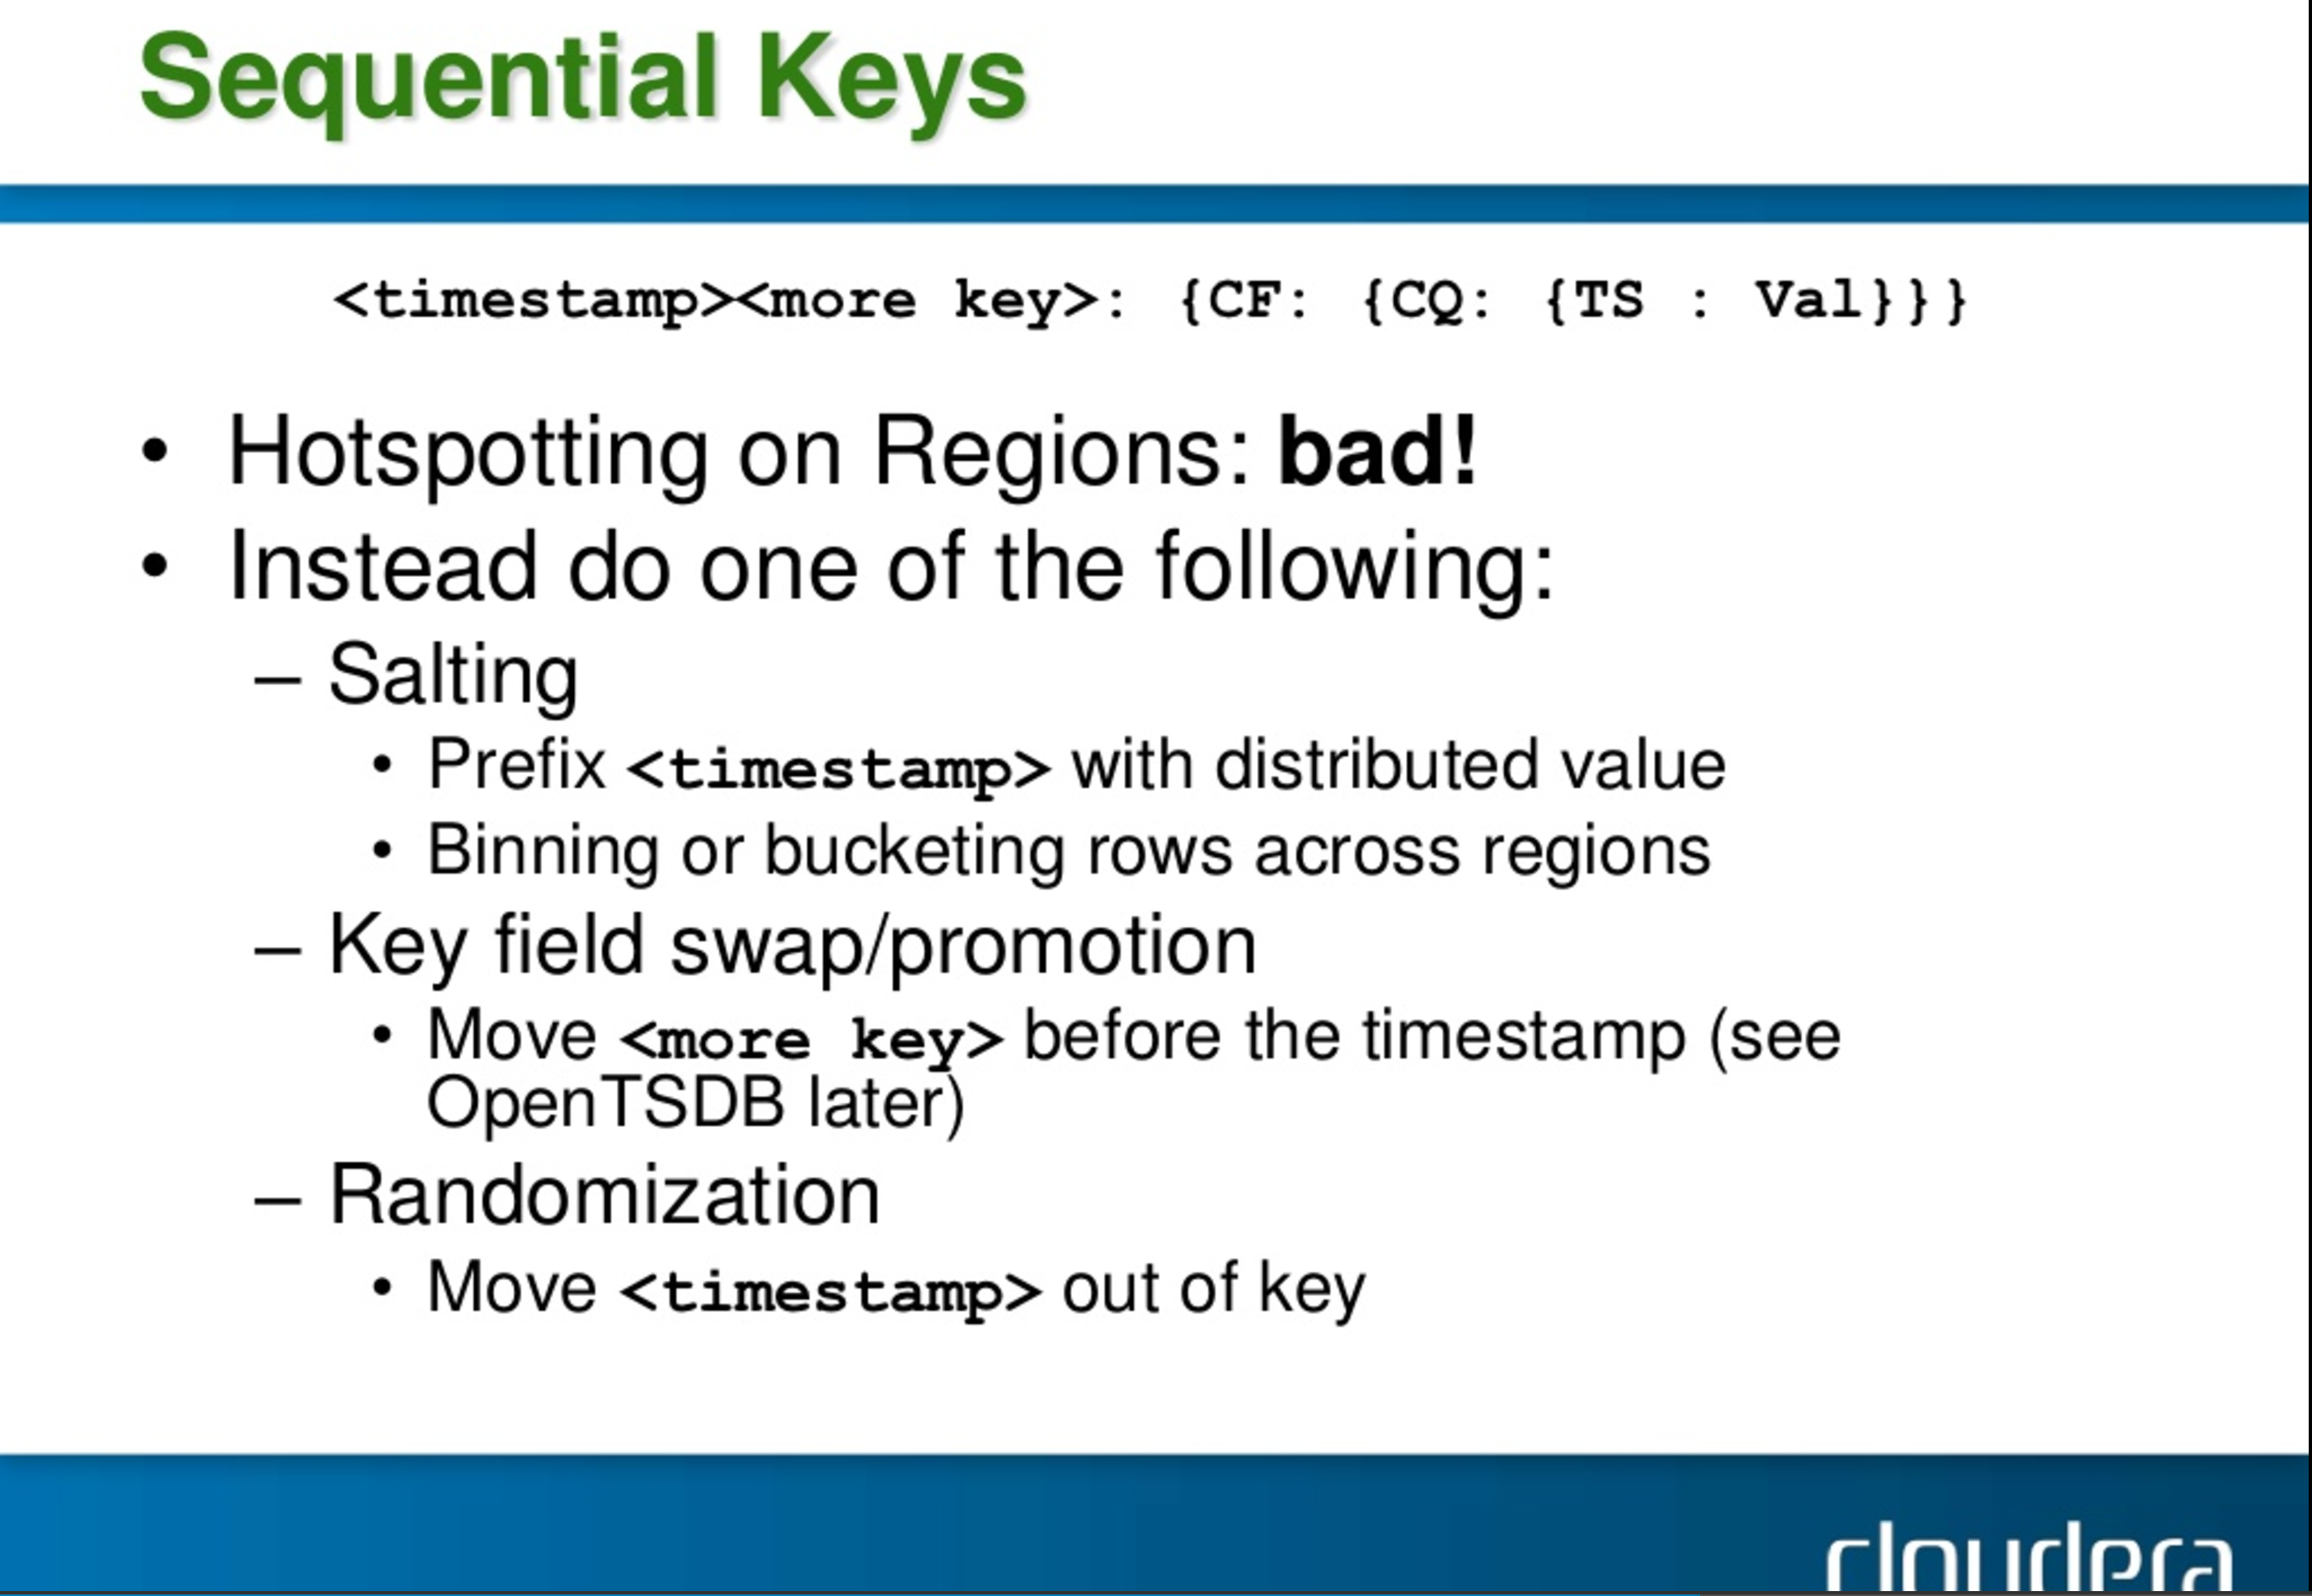 Sequential Keys
<timestamp><more key>: {CF: {CQ: {TS : Val}}}
• Hotspotting on Regions: bad!
• Instead do one of the following:
– Salting
• Prefix <timestamp> with distributed value
• Binning or bucketing rows across regions
– Key field swap/promotion
• Move <more key> before the timestamp (see
OpenTSDB later)
– Randomization
• Move <timestamp> out of key
cloudera